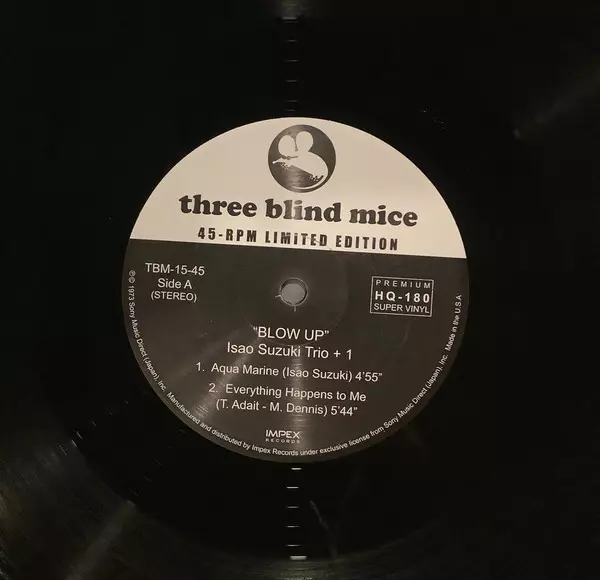 three blind mice
45-RPM LIMITED EDITION
TBM-15-45
Side A
(STEREO)
PREMIUM
HQ-180
SUPER VINYL
"BLOW UP"
Isao Suzuki Trio + 1
1. Aqua Marine (Isao Suzuki) 4'55"
2. Everything Happens to Me
(T. Adait - M. Dennis) 5'44"
IMPEX
RECORDS
℗ © 1973 Sony Music Direct (Japan), Inc. Manufactured and distributed by Impex Records under exclusive license from Sony Music Direct (Japan), Inc. Made in the U.S.A